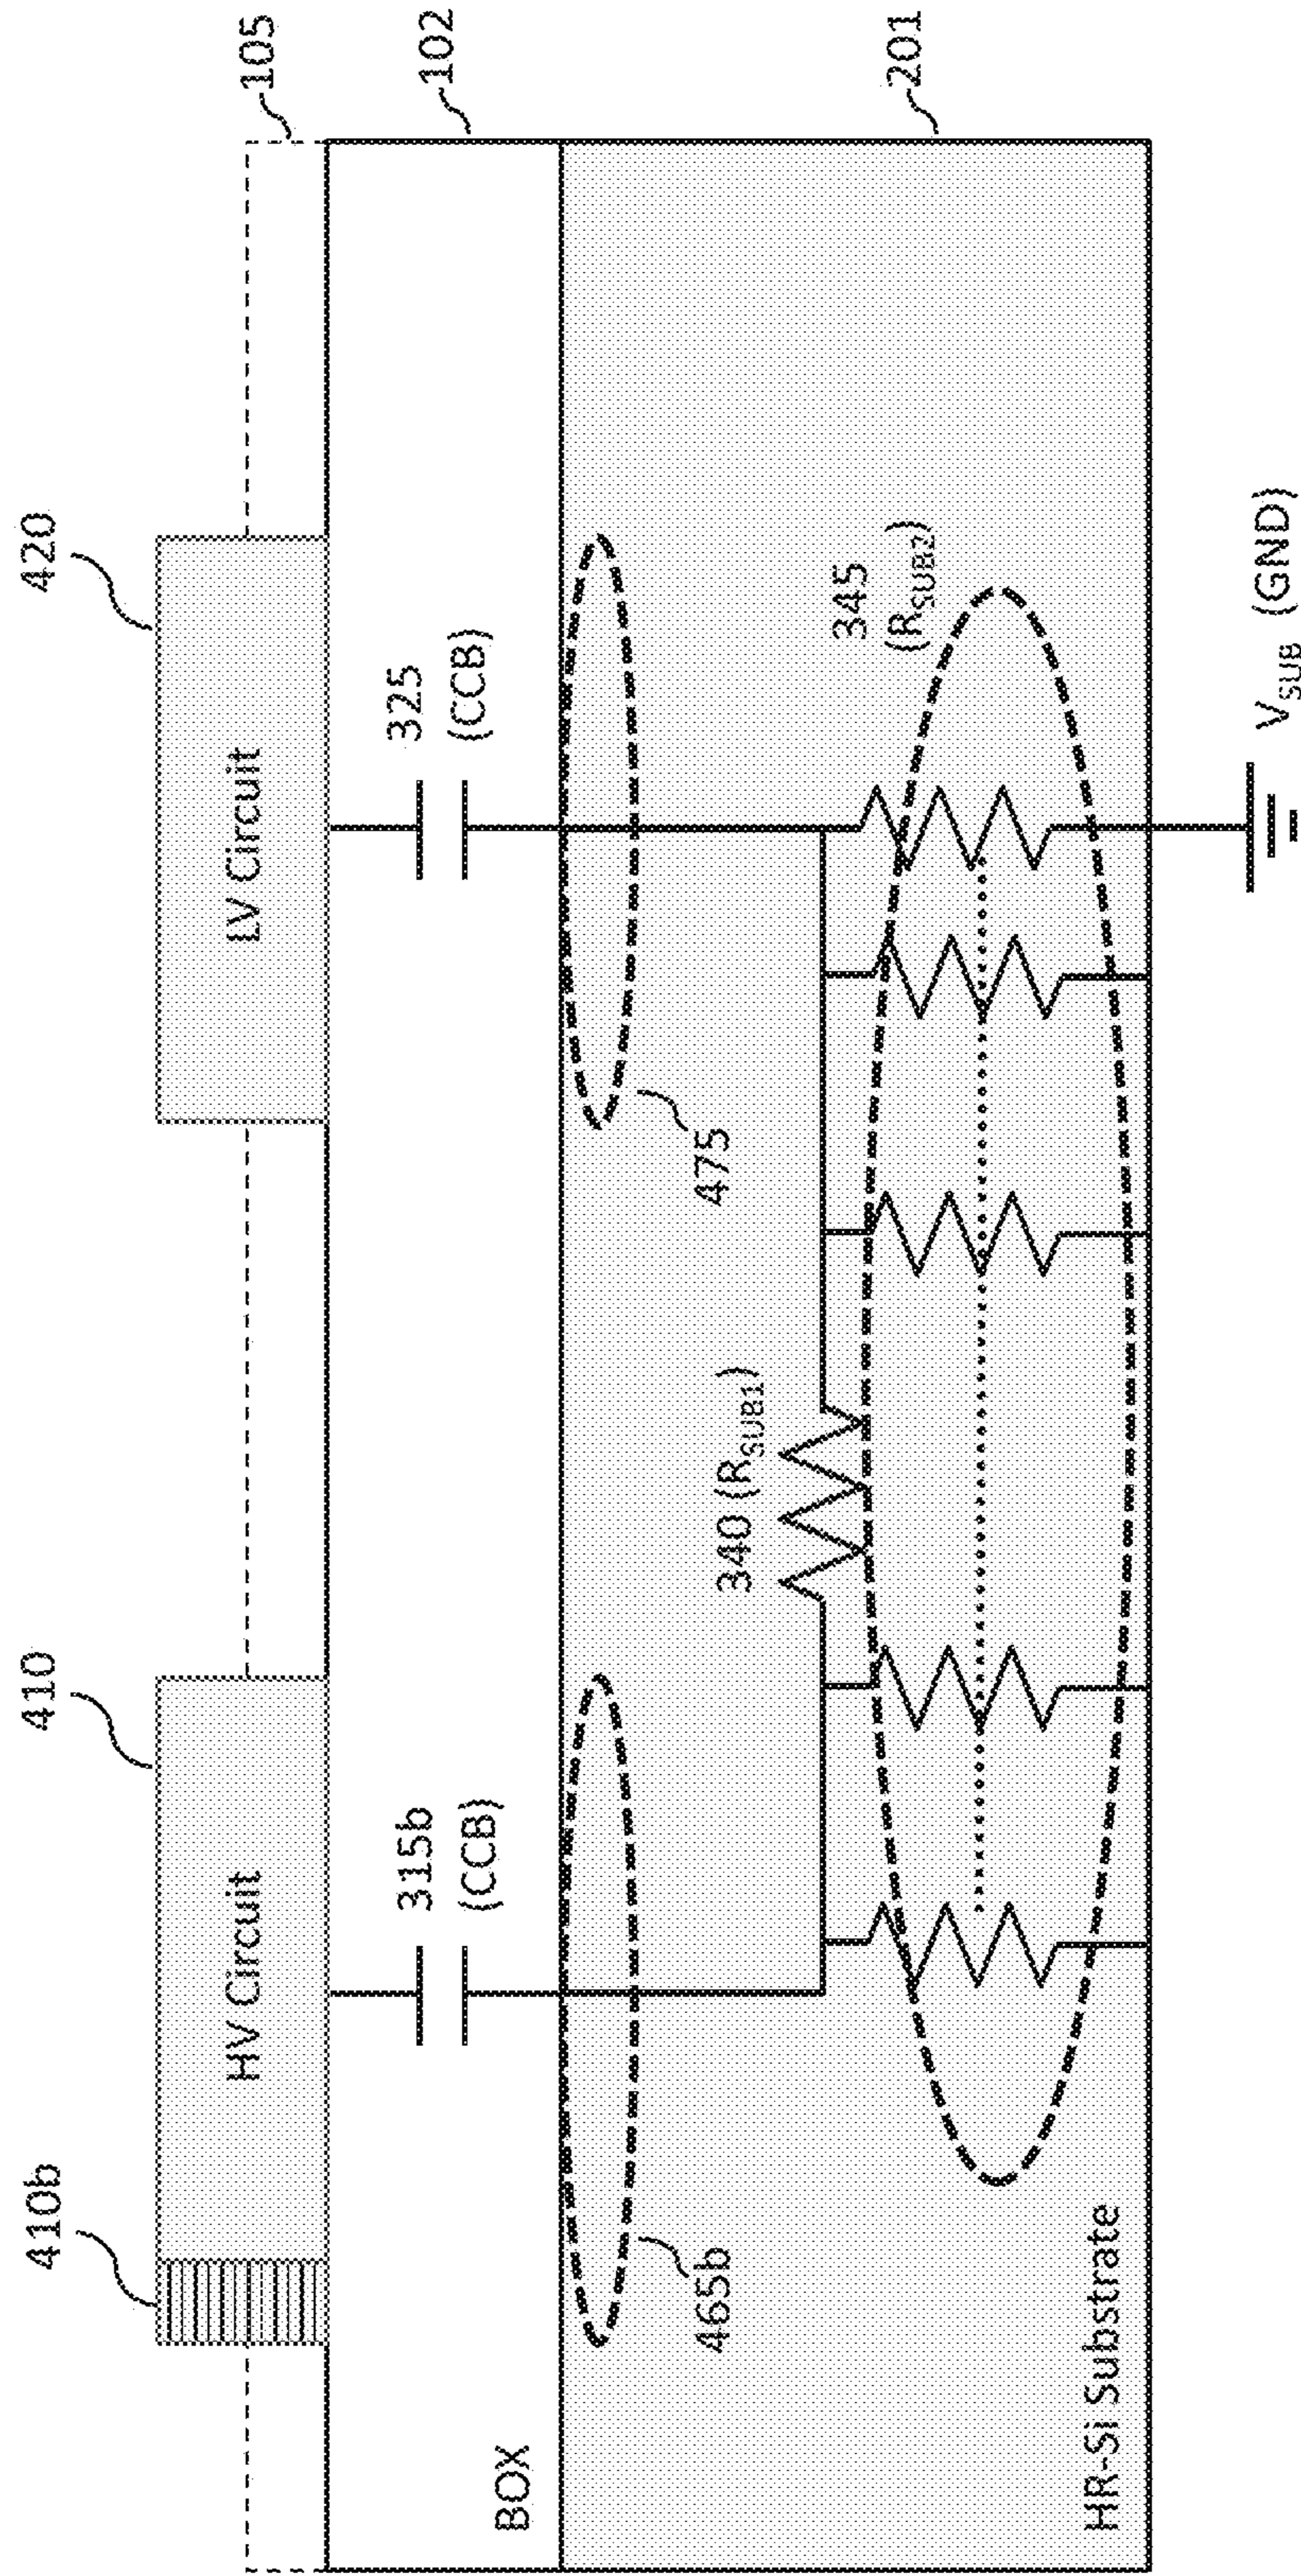 410b
410
420
HV Circuit
LV Circuit
105
315b
(CCB)
325
(CCB)
102
BOX
465b
475
340 (RSUB1)
345
(RSUB2)
201
HR-Si Substrate
VSUB (GND)